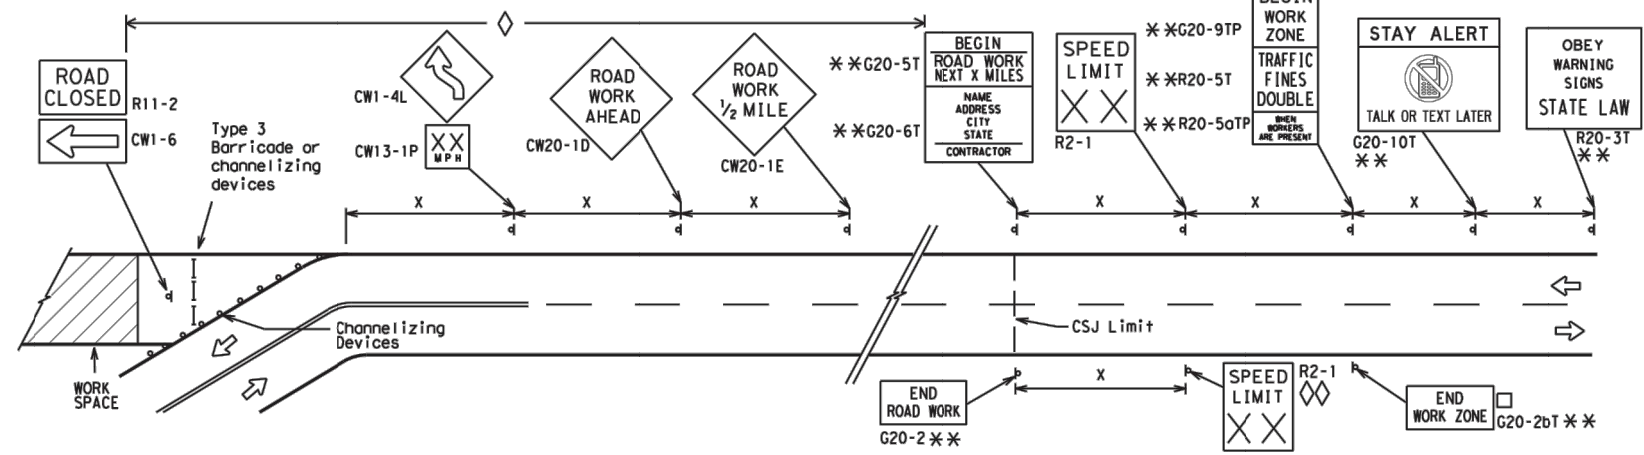 ROAD
CLOSED
R11-2
CW1-6
Type 3
Barricade or
channelizing
devices
CW1-4L
XX
MPH
CW13-1P
ROAD
WORK
AHEAD
CW20-1D
ROAD
WORK
1/2 MILE
CW20-1E
**G20-5T
BEGIN
ROAD WORK
NEXT X MILES
**G20-6T
NAME
ADDRESS
CITY
STATE
CONTRACTOR
SPEED
LIMIT
XX
R2-1
**G20-9TP
BEGIN
WORK
ZONE
**R20-5T
TRAFFIC
FINES
DOUBLE
**R20-5aTP
WHEN
WORKERS
ARE PRESENT
STAY ALERT
TALK OR TEXT LATER
G20-10T
**
OBEY
WARNING
SIGNS
STATE LAW
R20-3T
**
X
X
X
X
X
X
X
Channelizing
Devices
WORK
SPACE
CSJ Limit
END
ROAD WORK
G20-2**
X
SPEED
LIMIT
XX
R2-1
END
WORK ZONE
G20-2bT **